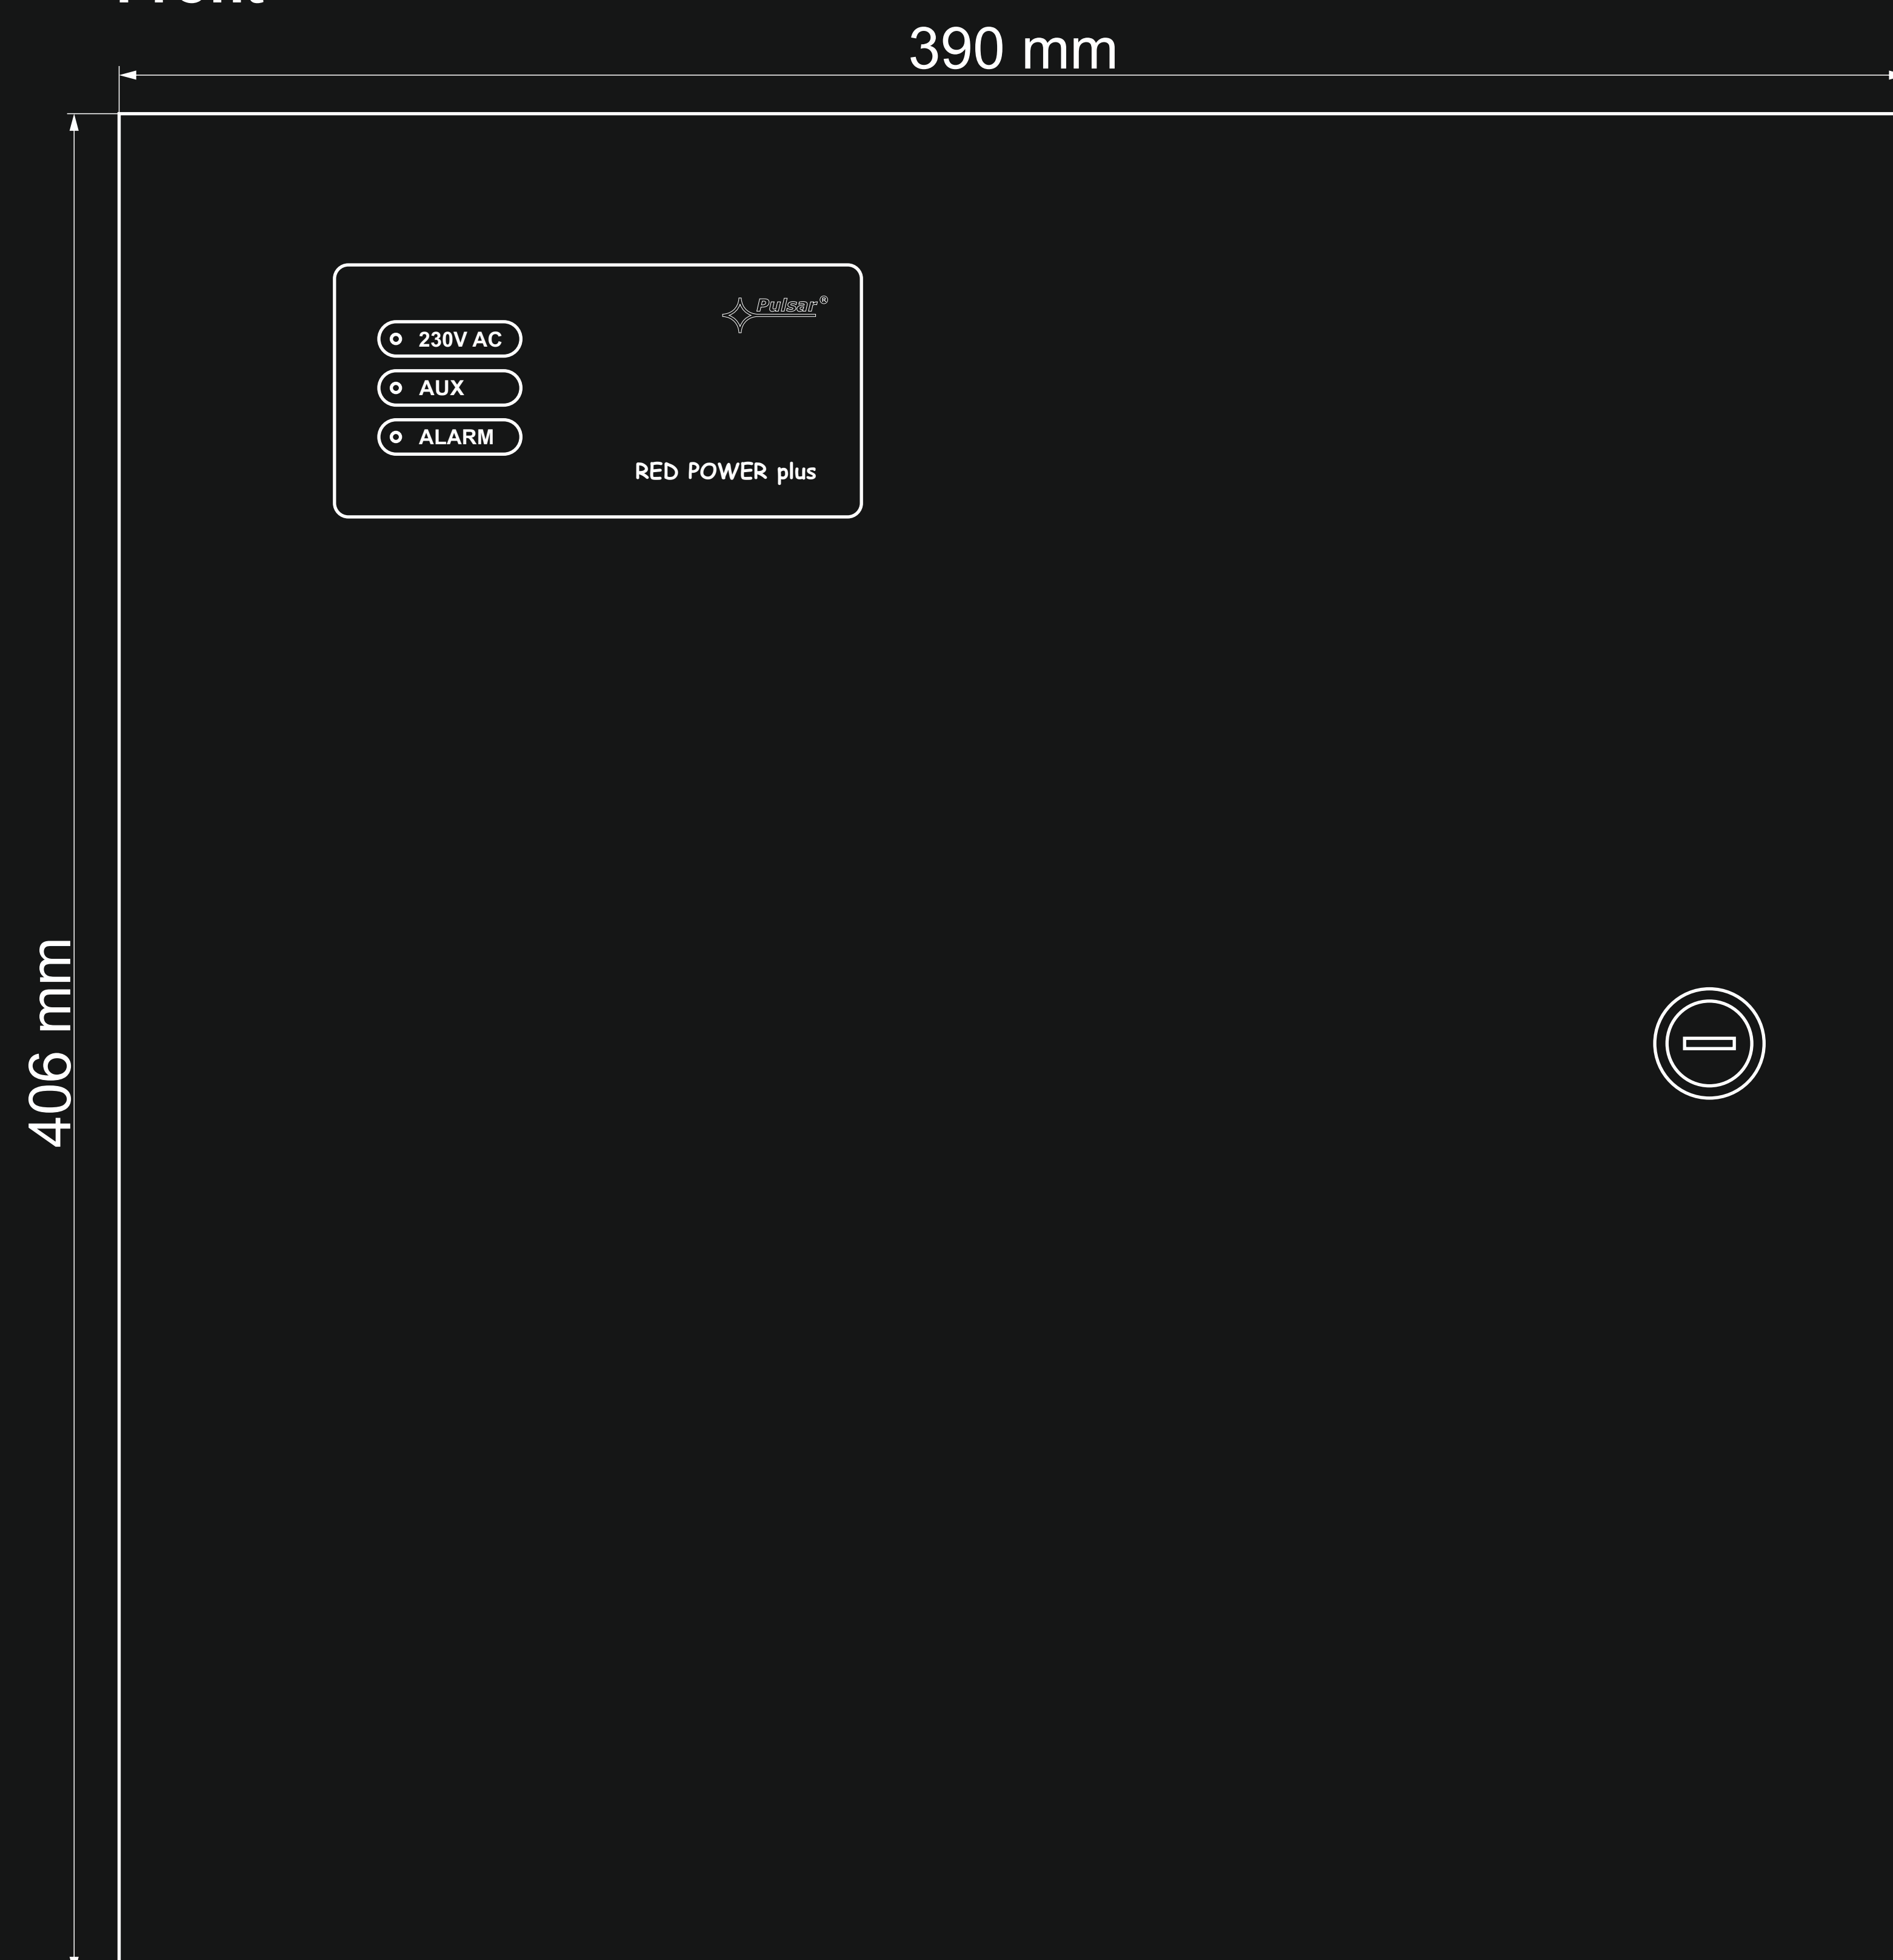 390 mm
Pulsar®
230V AC
AUX
ALARM
RED POWER plus
406 mm